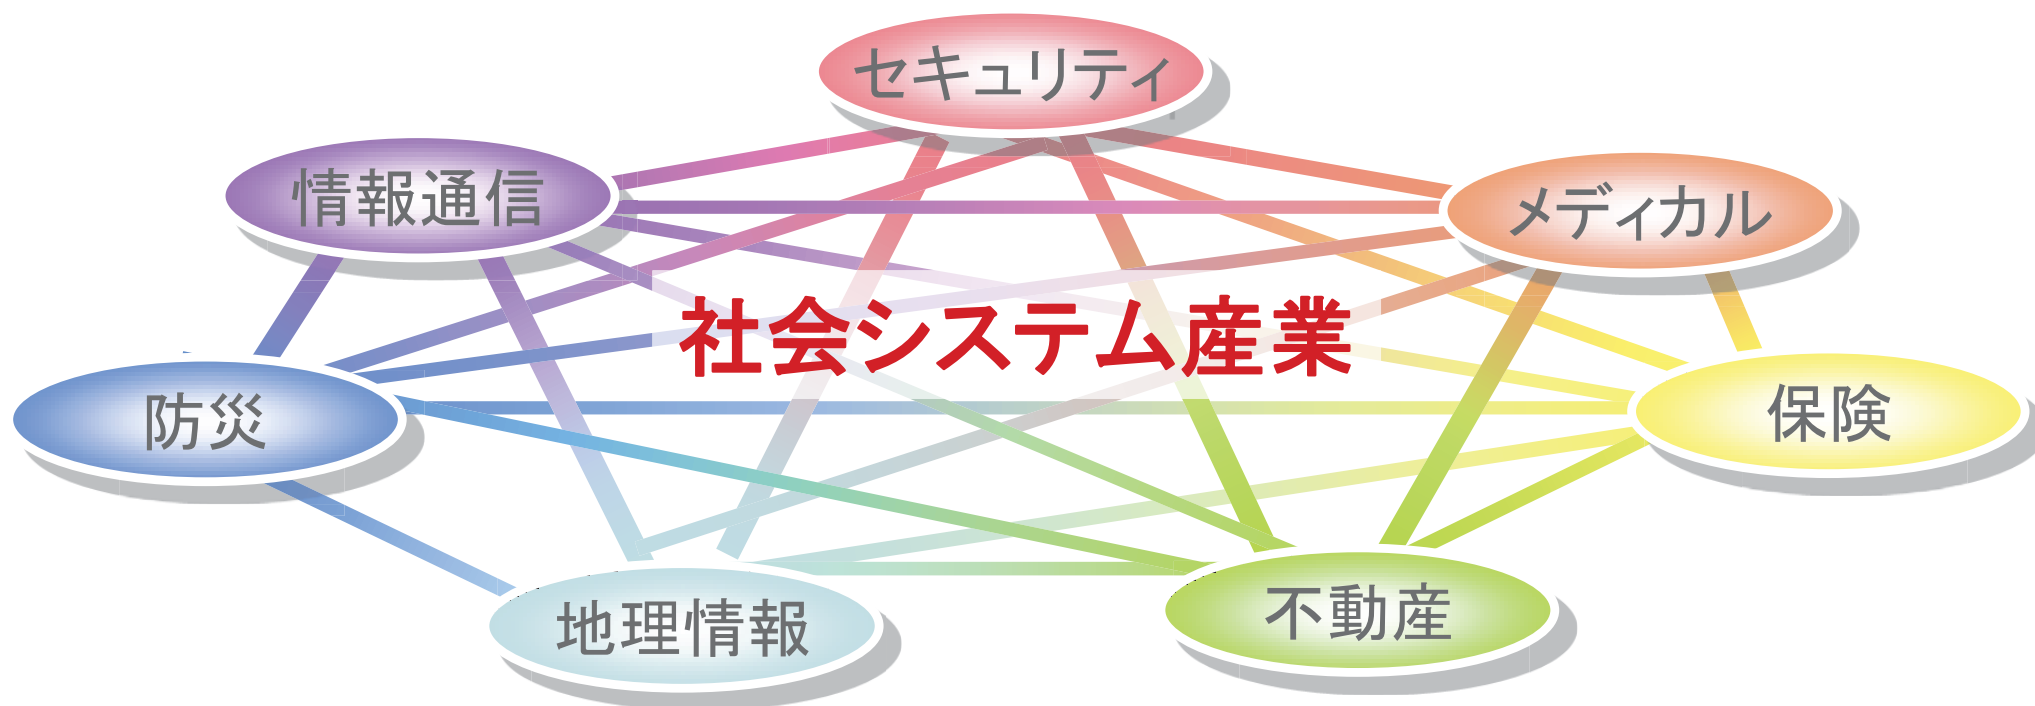 セキュリティ
情報通信
メディカル
社会システム産業
防災
保険
地理情報
不動産